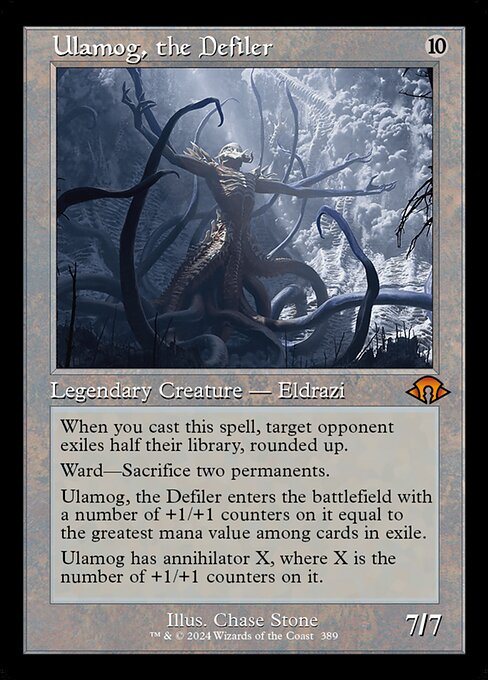 Ulamog, the Defiler 10
Legendary Creature — Eldrazi
When you cast this spell, target opponent
exiles half their library, rounded up.
Ward—Sacrifice two permanents.
Ulamog, the Defiler enters the battlefield with
a number of +1/+1 counters on it equal to
the greatest mana value among cards in exile.
Ulamog has annihilator X, where X is the
number of +1/+1 counters on it.
Illus. Chase Stone
™ & © 2024 Wizards of the Coast 389
7/7